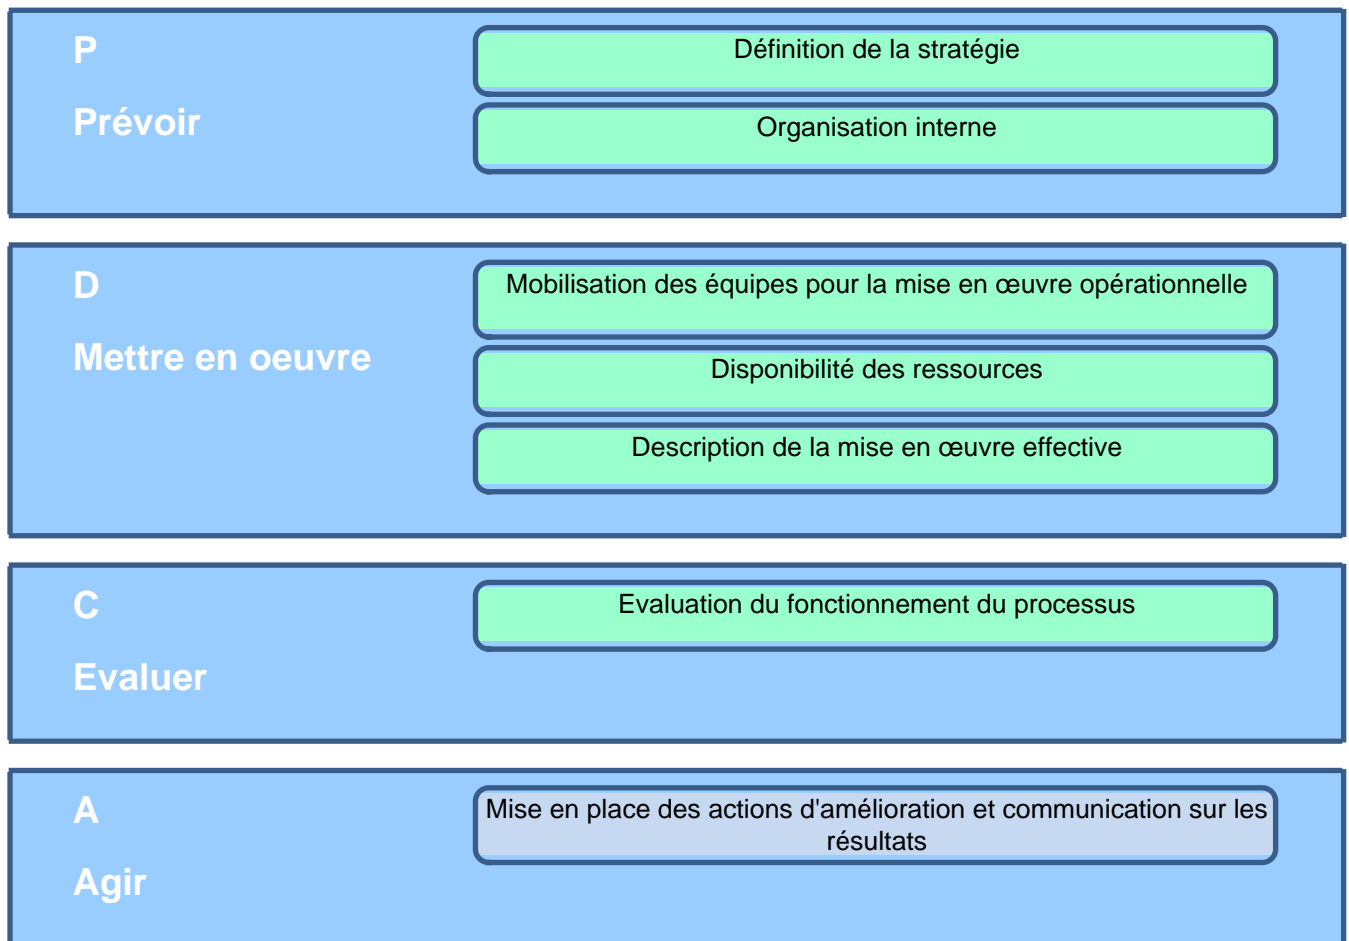 P
Prévoir
Définition de la stratégie
Organisation interne
D
Mettre en oeuvre
Mobilisation des équipes pour la mise en œuvre opérationnelle
Disponibilité des ressources
Description de la mise en œuvre effective
C
Evaluer
Evaluation du fonctionnement du processus
A
Agir
Mise en place des actions d'amélioration et communication sur les
résultats